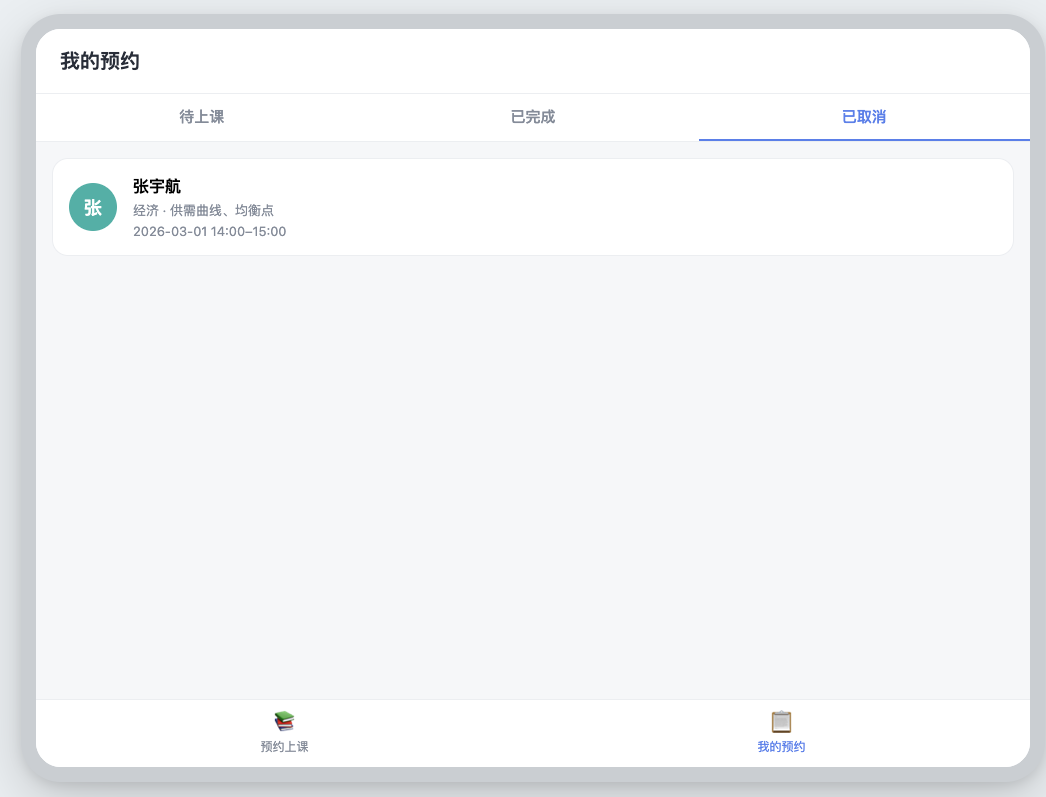 我的预约
待上课
已完成
已取消
张
张宇航
经济 · 供需曲线、均衡点
2026-03-01 14:00–15:00
预约上课
我的预约